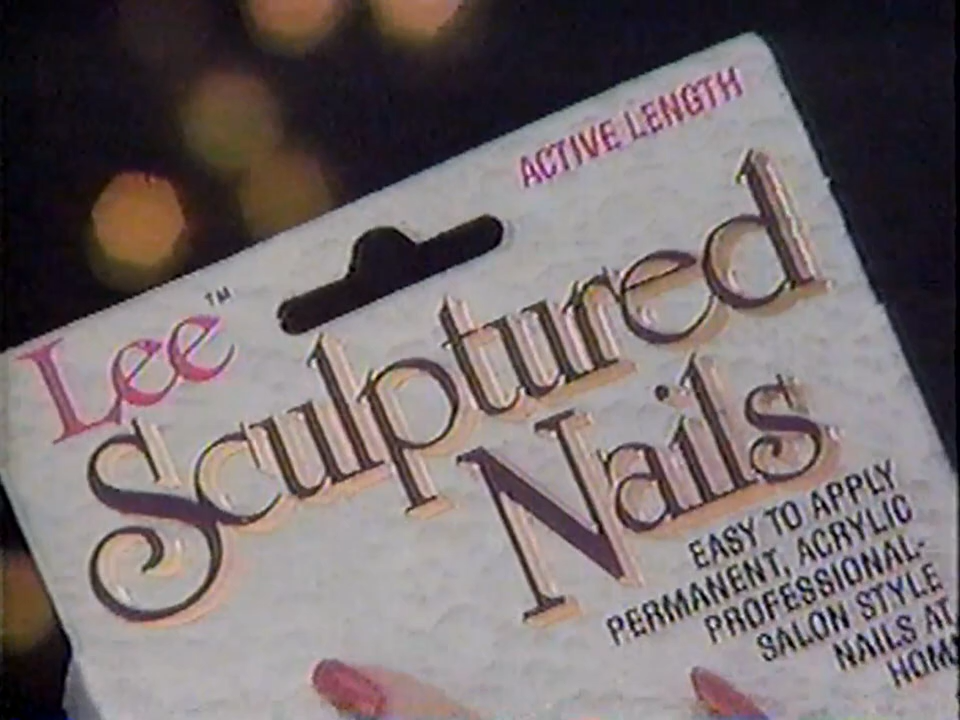 ACTIVE LENGTH
Lee™
Sculptured
Nails
EASY TO APPLY
PERMANENT, ACRYLIC
PROFESSIONAL-
SALON STYLE
NAILS AT
HOM